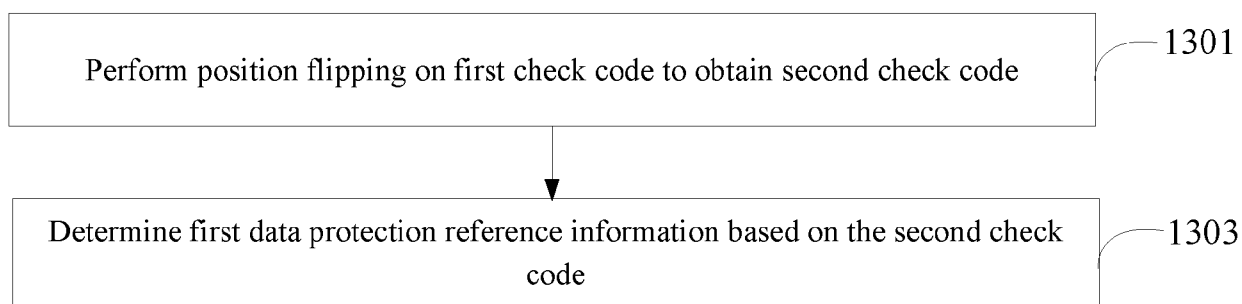 Perform position flipping on first check code to obtain second check code
1301
Determine first data protection reference information based on the second check
code
1303